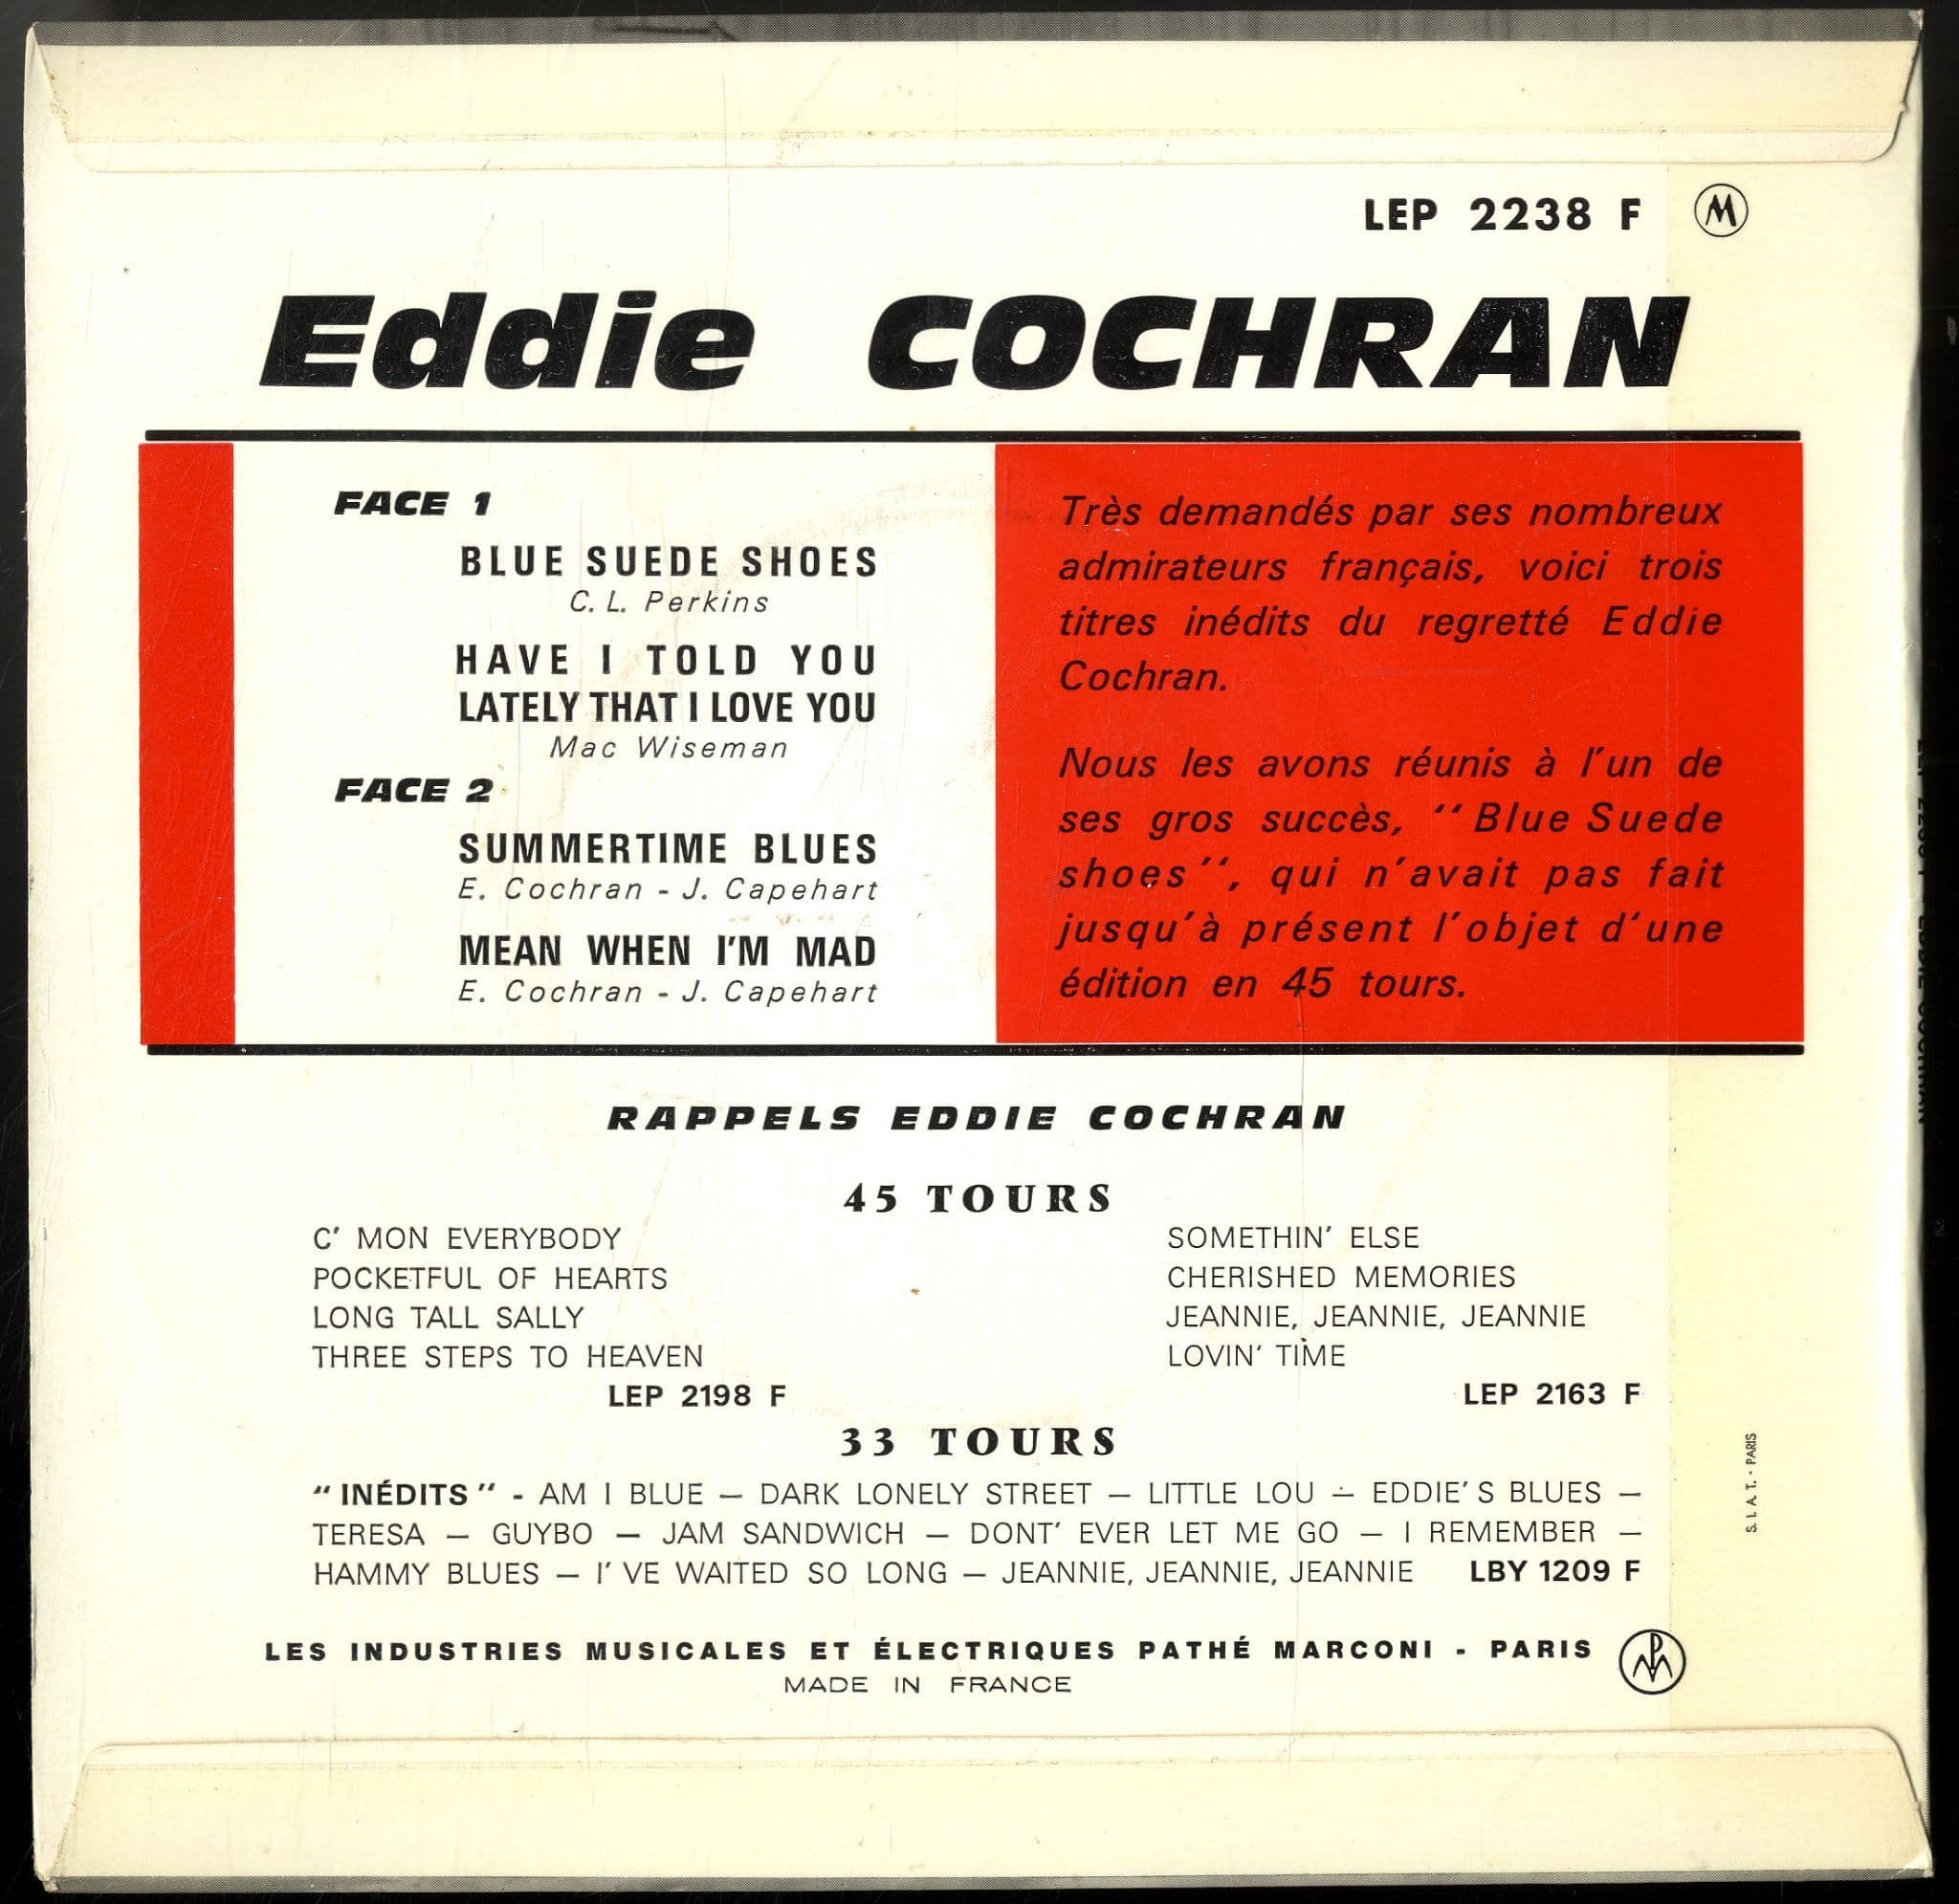 LEP 2238 F M
Eddie COCHRAN
FACE 1
BLUE SUEDE SHOES
C. L. Perkins
HAVE I TOLD YOU
LATELY THAT I LOVE YOU
Mac Wiseman
FACE 2
SUMMERTIME BLUES
E. Cochran - J. Capehart
MEAN WHEN I'M MAD
E. Cochran - J. Capehart
Très demandés par ses nombreux
admirateurs français, voici trois
titres inédits du regretté Eddie
Cochran.
Nous les avons réunis à l'un de
ses gros succès, “Blue Suede
shoes”, qui n'avait pas fait
jusqu'à présent l'objet d'une
édition en 45 tours.
RAPPELS EDDIE COCHRAN
45 TOURS
C' MON EVERYBODY
POCKETFUL OF HEARTS
LONG TALL SALLY
THREE STEPS TO HEAVEN
LEP 2198 F
SOMETHIN' ELSE
CHERISHED MEMORIES
JEANNIE, JEANNIE, JEANNIE
LOVIN' TIME
LEP 2163 F
33 TOURS
“INÉDITS” - AM I BLUE — DARK LONELY STREET — LITTLE LOU — EDDIE'S BLUES —
TERESA — GUYBO — JAM SANDWICH — DONT' EVER LET ME GO — I REMEMBER —
HAMMY BLUES — I'VE WAITED SO LONG — JEANNIE, JEANNIE, JEANNIE LBY 1209 F
S. L. A. T. - PARIS
LES INDUSTRIES MUSICALES ET ÉLECTRIQUES PATHÉ MARCONI - PARIS
MADE IN FRANCE